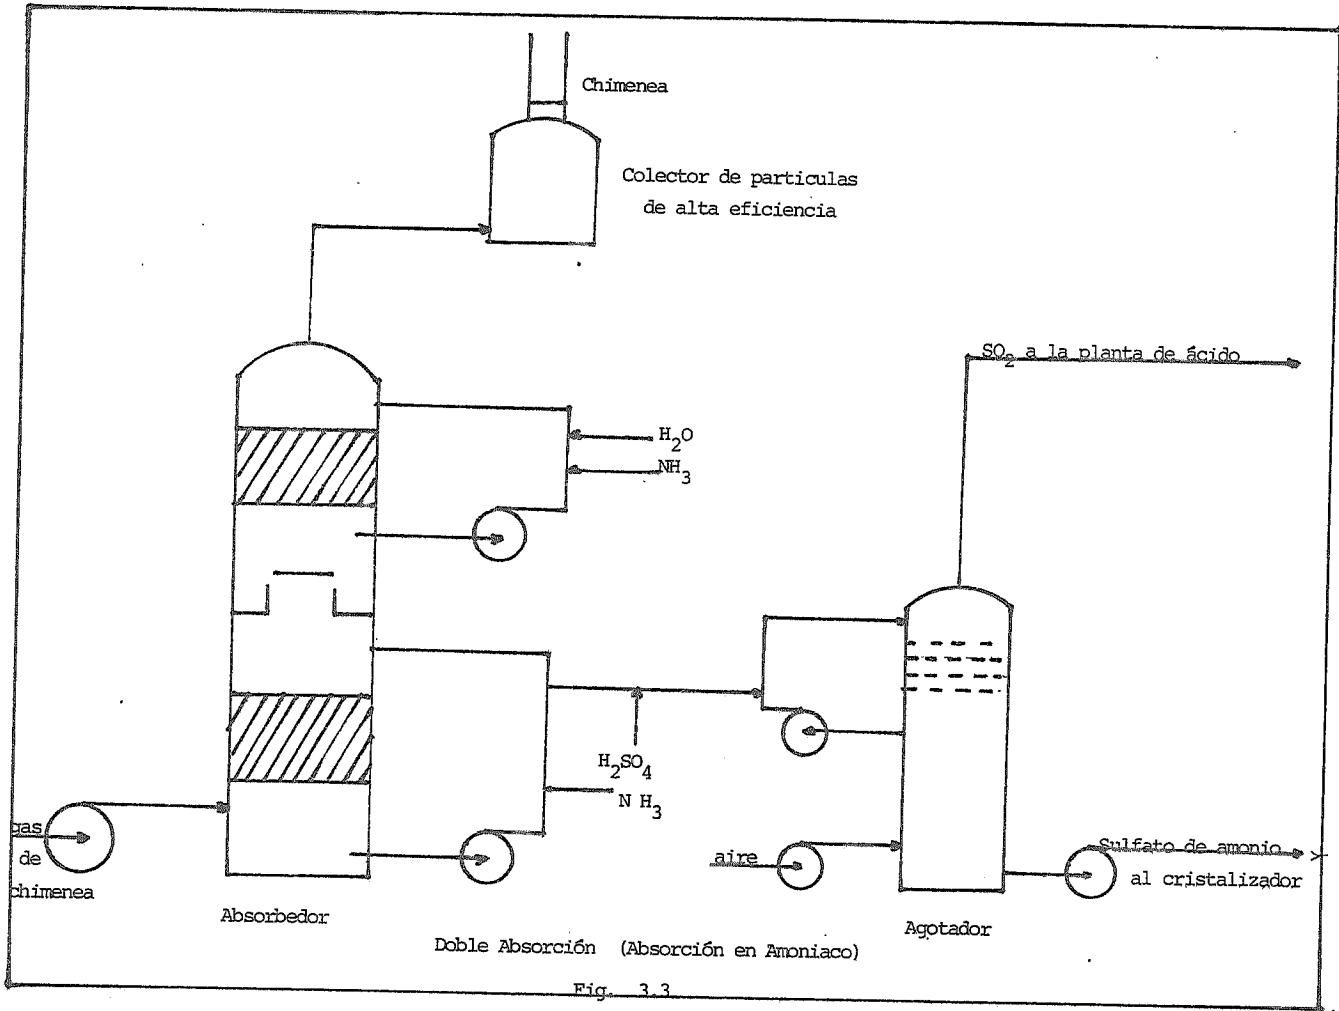 Chimenea
Colector de particulas
de alta eficiencia
SO2 a la planta de ácido
H2O
NH3
H2SO4
N H3
gas
de
chimenea
aire
Sulfato de amonio
al cristalizador
Absorbedor
Agotador
Doble Absorción (Absorción en Amoniaco)
Fig. 3.3